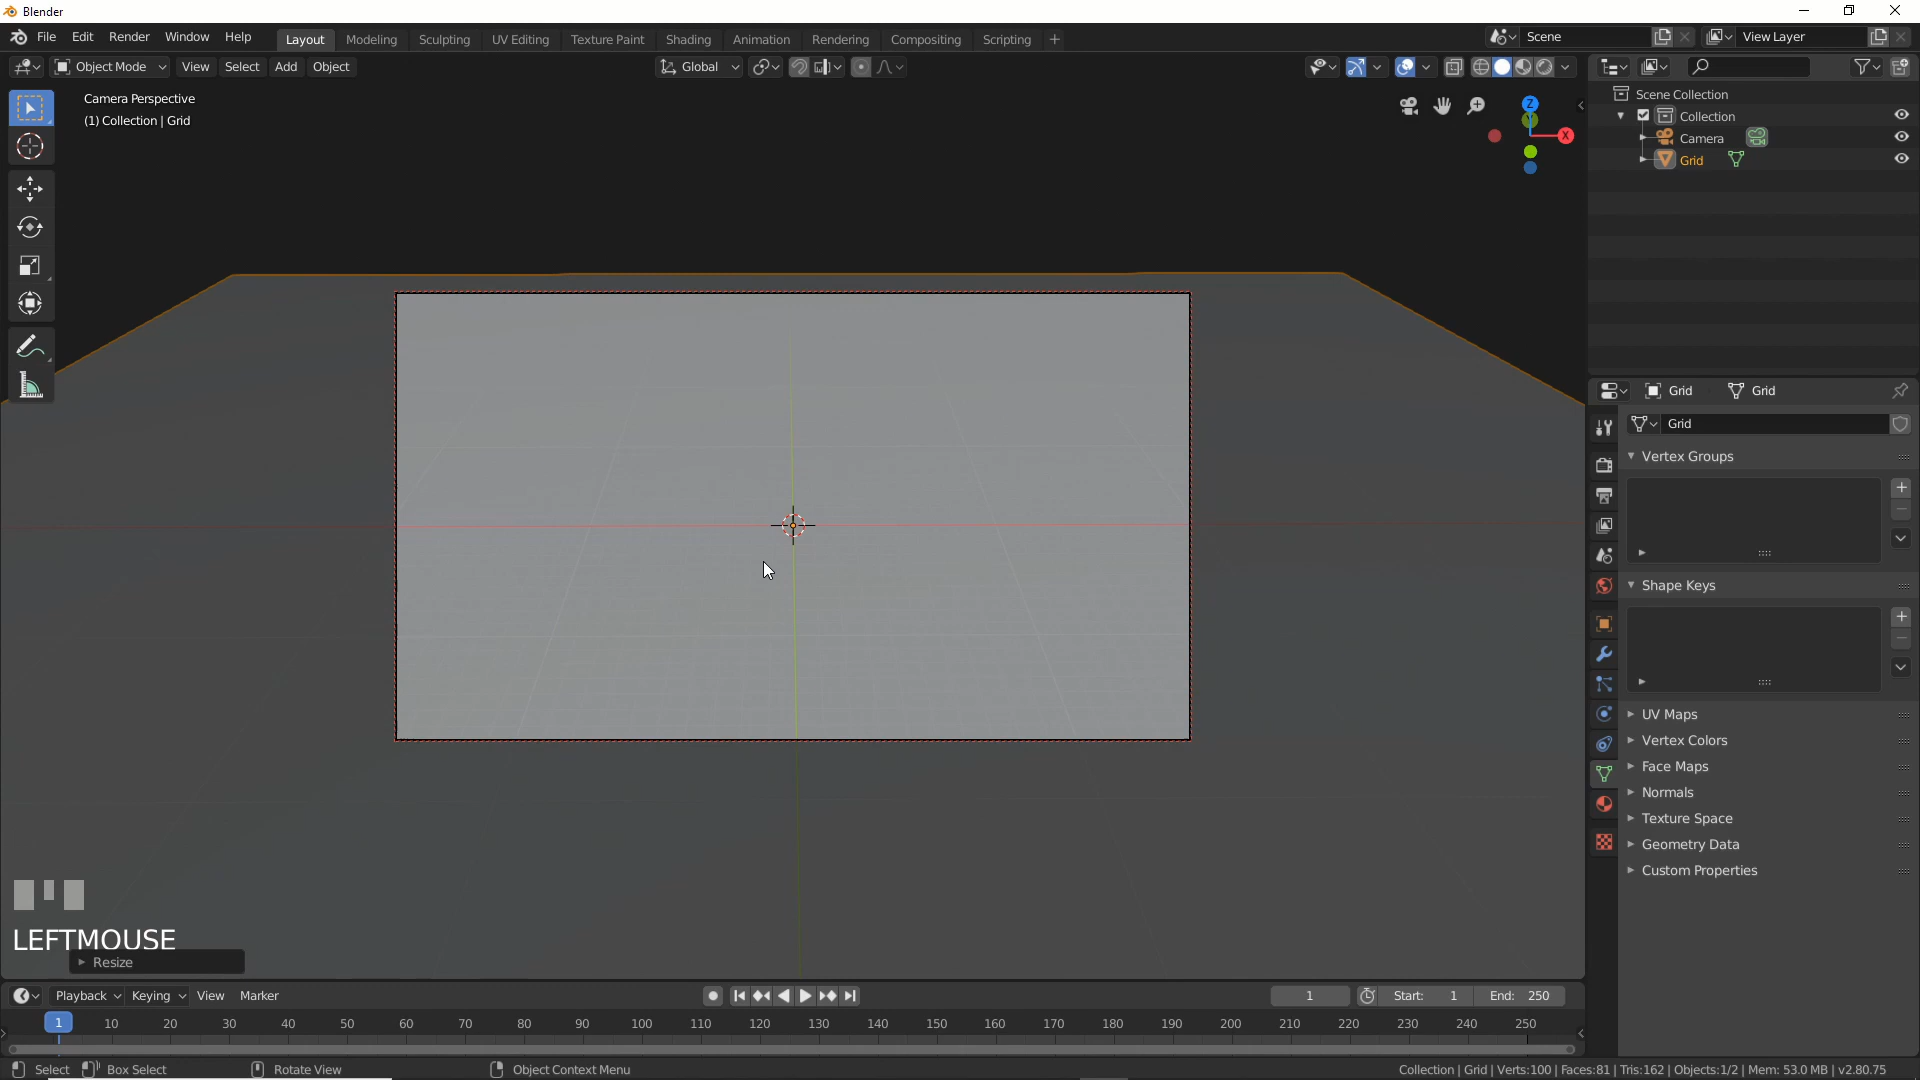 Blender
File Edit Render Window Help Layout Modeling Sculpting UV Editing Texture Paint Shading Animation Rendering Compositing Scripting + Scene View Layer
Object Mode View Select Add Object Global
Camera Perspective
(1) Collection | Grid
Z
Y
X
Scene Collection
Collection
Camera
Grid
Grid Grid
Grid
Vertex Groups
Shape Keys
UV Maps
Vertex Colors
Face Maps
Normals
Texture Space
Geometry Data
Custom Properties
LEFTMOUSE
Resize
Playback Keying View Marker 1 Start: 1 End: 250
1 10 20 30 40 50 60 70 80 90 100 110 120 130 140 150 160 170 180 190 200 210 220 230 240 250
Select Box Select Rotate View Object Context Menu Collection | Grid | Verts:100 | Faces:81 | Tris:162 | Objects:1/2 | Mem: 53.0 MB | v2.80.75